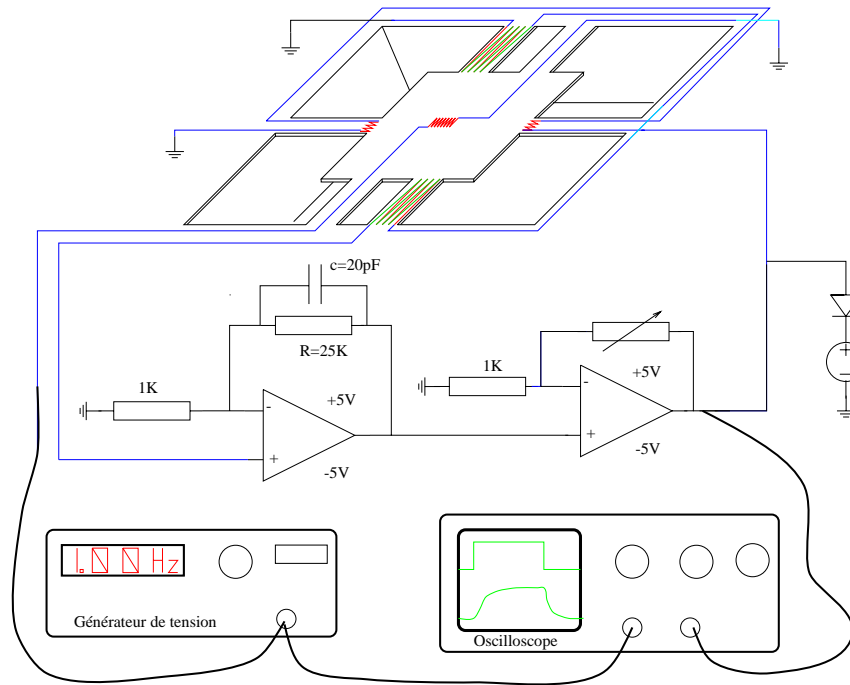 c=20pF
R=25K
1K
-
+5V
+
-5V
1K
-
+5V
+
-5V
1.00 Hz
Générateur de tension
Oscilloscope